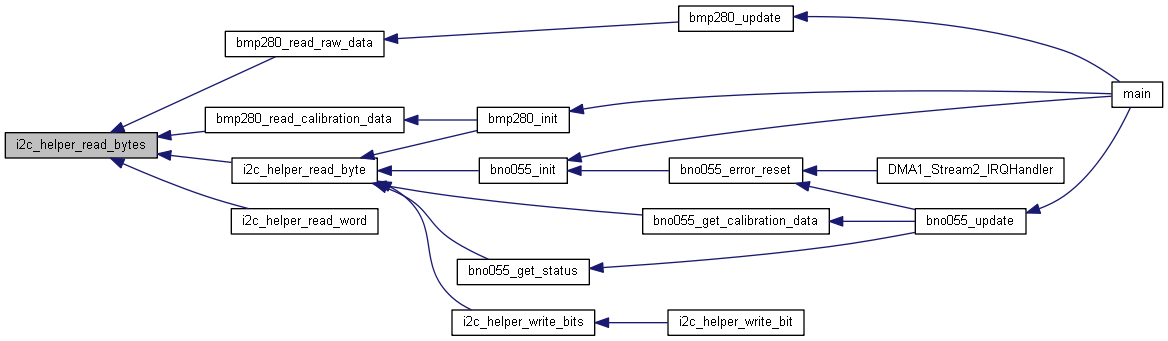 bmp280_update
bmp280_read_raw_data
main
bmp280_read_calibration_data
bmp280_init
i2c_helper_read_bytes
i2c_helper_read_byte
bno055_init
bno055_error_reset
DMA1_Stream2_IRQHandler
i2c_helper_read_word
bno055_get_calibration_data
bno055_update
bno055_get_status
i2c_helper_write_bits
i2c_helper_write_bit